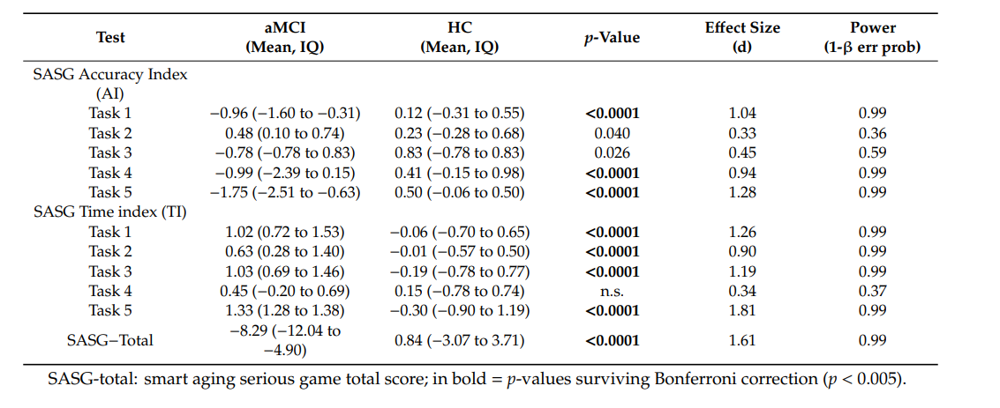 Test aMCI (Mean, IQ) HC (Mean, IQ) p-Value Effect Size (d) Power (1-β err prob)
SASG Accuracy Index (AI)
Task 1 −0.96 (−1.60 to −0.31) 0.12 (−0.31 to 0.55) <0.0001 1.04 0.99
Task 2 0.48 (0.10 to 0.74) 0.23 (−0.28 to 0.68) 0.040 0.33 0.36
Task 3 −0.78 (−0.78 to 0.83) 0.83 (−0.78 to 0.83) 0.026 0.45 0.59
Task 4 −0.99 (−2.39 to 0.15) 0.41 (−0.15 to 0.98) <0.0001 0.94 0.99
Task 5 −1.75 (−2.51 to −0.63) 0.50 (−0.06 to 0.50) <0.0001 1.28 0.99
SASG Time index (TI)
Task 1 1.02 (0.72 to 1.53) −0.06 (−0.70 to 0.65) <0.0001 1.26 0.99
Task 2 0.63 (0.28 to 1.40) −0.01 (−0.57 to 0.50) <0.0001 0.90 0.99
Task 3 1.03 (0.69 to 1.46) −0.19 (−0.78 to 0.77) <0.0001 1.19 0.99
Task 4 0.45 (−0.20 to 0.69) 0.15 (−0.78 to 0.74) n.s. 0.34 0.37
Task 5 1.33 (1.28 to 1.38) −0.30 (−0.90 to 1.19) <0.0001 1.81 0.99
SASG−Total −8.29 (−12.04 to −4.90) 0.84 (−3.07 to 3.71) <0.0001 1.61 0.99
SASG-total: smart aging serious game total score; in bold = p-values surviving Bonferroni correction (p < 0.005).